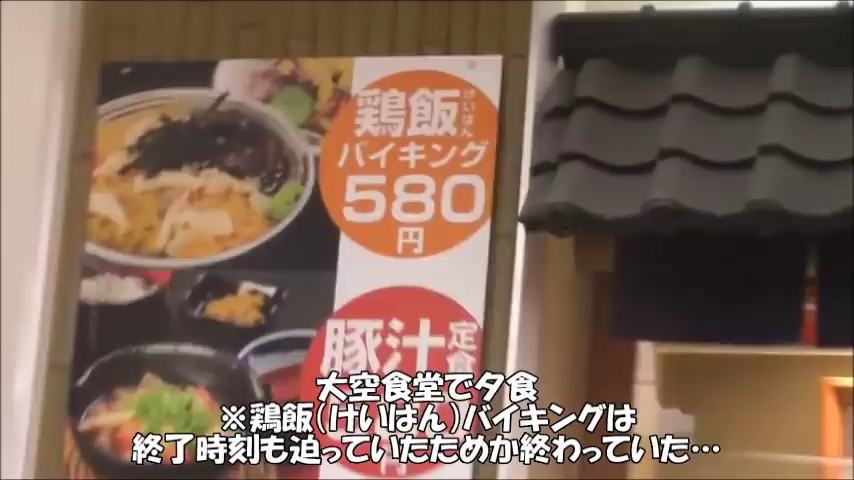 鶏飯
けいはん
バイキング
580
円
豚汁定食
円
大空食堂で夕食
※鶏飯(けいはん)バイキングは
終了時刻も迫っていたためか終わっていた…